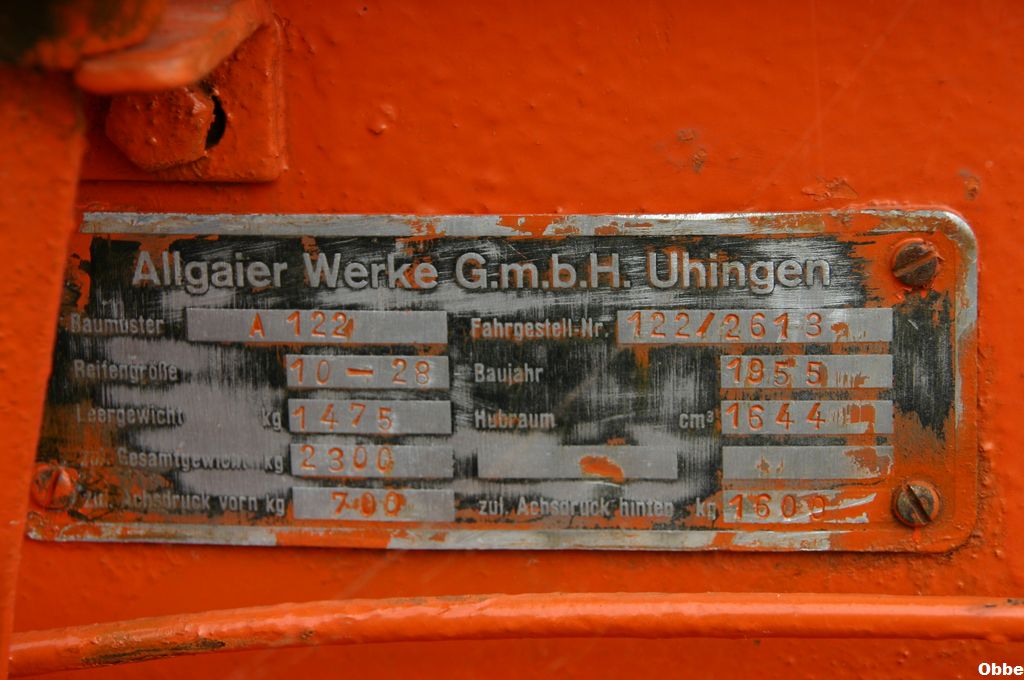 Allgaier Werke G.m.b.H. Uhingen
Baumuster A 122 Fahrgestell-Nr. 122/2613
Reifengröße 10-28 Baujahr 1955
Leergewicht kg 1475 Hubraum cm³ 1644
zul. Gesamtgewicht kg 2300
zul. Achsdruck vorn kg 700 zul. Achsdruck hinten kg 1600
Obbe